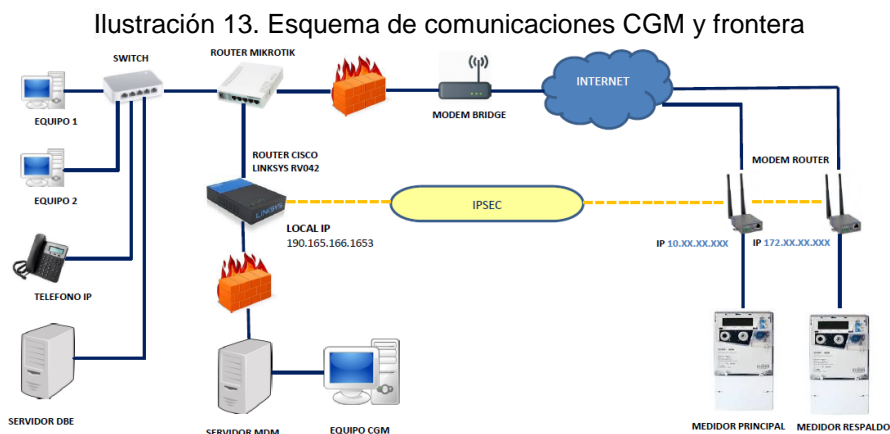 Ilustración 13. Esquema de comunicaciones CGM y frontera
SWITCH
ROUTER MIKROTIK
INTERNET
EQUIPO 1
MODEM BRIDGE
ROUTER CISCO
LINKSYS RV042
MODEM ROUTER
EQUIPO 2
LINKSYS
IPSEC
LOCAL IP
190.165.166.1653
IP 10.XX.XX.XXX
IP 172.XX.XX.XXX
TELEFONO IP
SERVIDOR DBE
SERVIDOR MDM
EQUIPO CGM
MEDIDOR PRINCIPAL
MEDIDOR RESPALDO